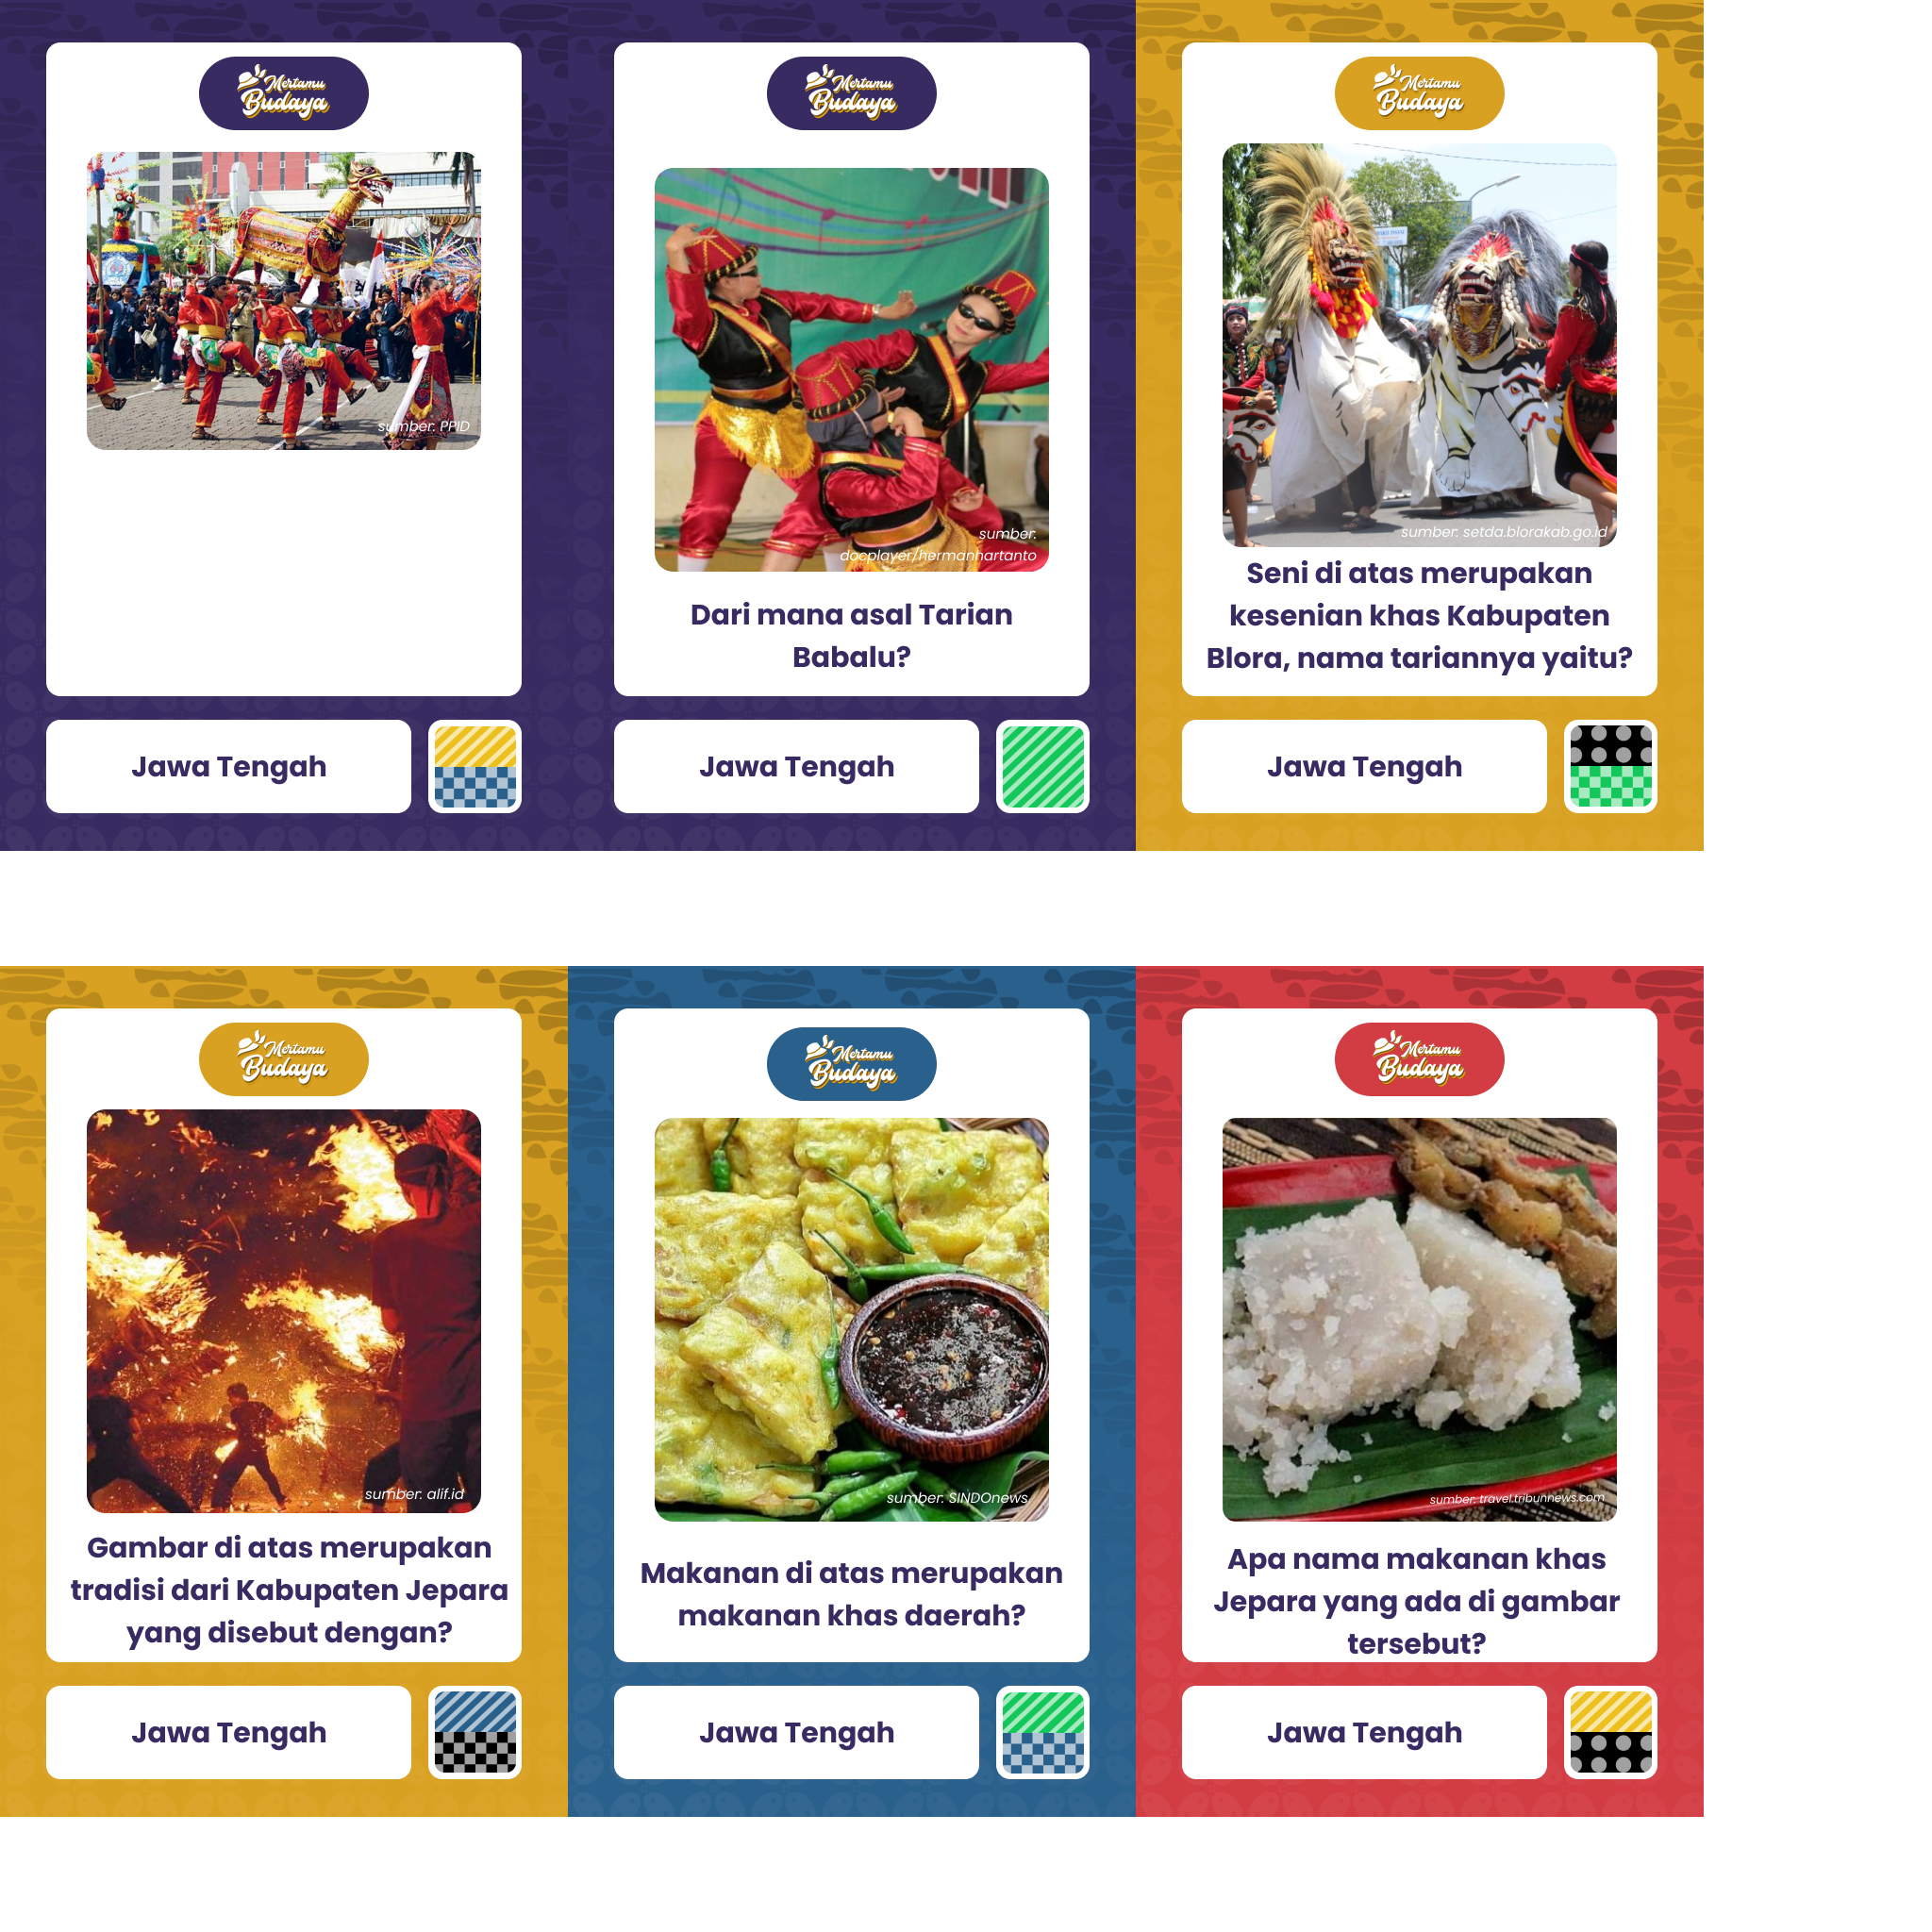 Mertamu
Budaya
sumber: PPID
Jawa Tengah
Mertamu
Budaya
sumber:
docplayer/hermanhartanto
Dari mana asal Tarian
Babalu?
Jawa Tengah
Mertamu
Budaya
sumber: setda.blorakab.go.id
Seni di atas merupakan
kesenian khas Kabupaten
Blora, nama tariannya yaitu?
Jawa Tengah
Mertamu
Budaya
sumber: alif.id
Gambar di atas merupakan
tradisi dari Kabupaten Jepara
yang disebut dengan?
Jawa Tengah
Mertamu
Budaya
sumber: SINDOnews
Makanan di atas merupakan
makanan khas daerah?
Jawa Tengah
Mertamu
Budaya
sumber: travel.tribunnews.com
Apa nama makanan khas
Jepara yang ada di gambar
tersebut?
Jawa Tengah